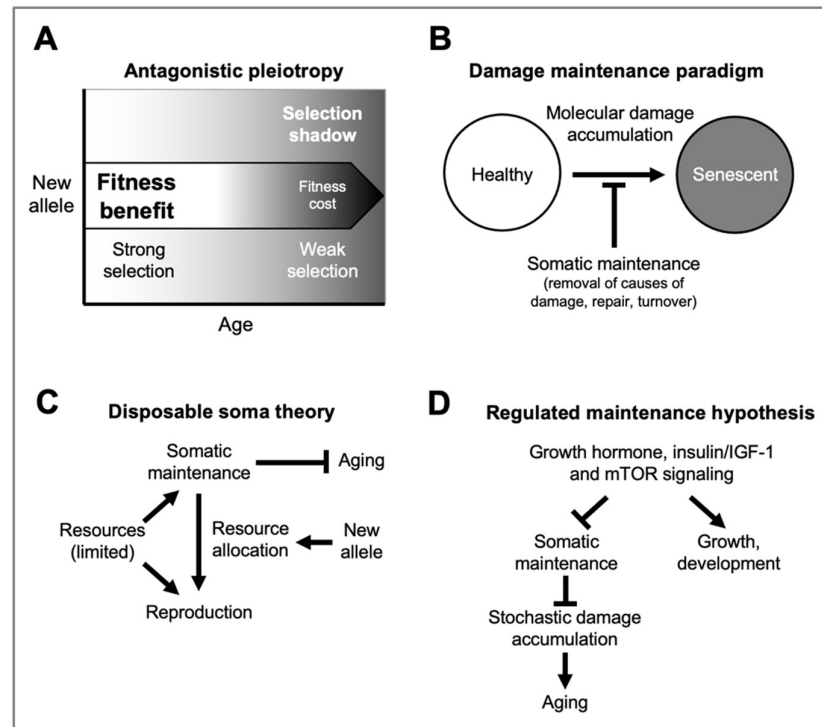 A
Antagonistic pleiotropy
Selection
shadow
New
allele
Fitness
benefit
Fitness
cost
Strong
selection
Weak
selection
Age
B
Damage maintenance paradigm
Molecular damage
accumulation
Healthy
Senescent
Somatic maintenance
(removal of causes of
damage, repair, turnover)
C
Disposable soma theory
Somatic
maintenance
Aging
Resources
(limited)
Resource
allocation
New
allele
Reproduction
D
Regulated maintenance hypothesis
Growth hormone, insulin/IGF-1
and mTOR signaling
Somatic
maintenance
Growth,
development
Stochastic damage
accumulation
Aging